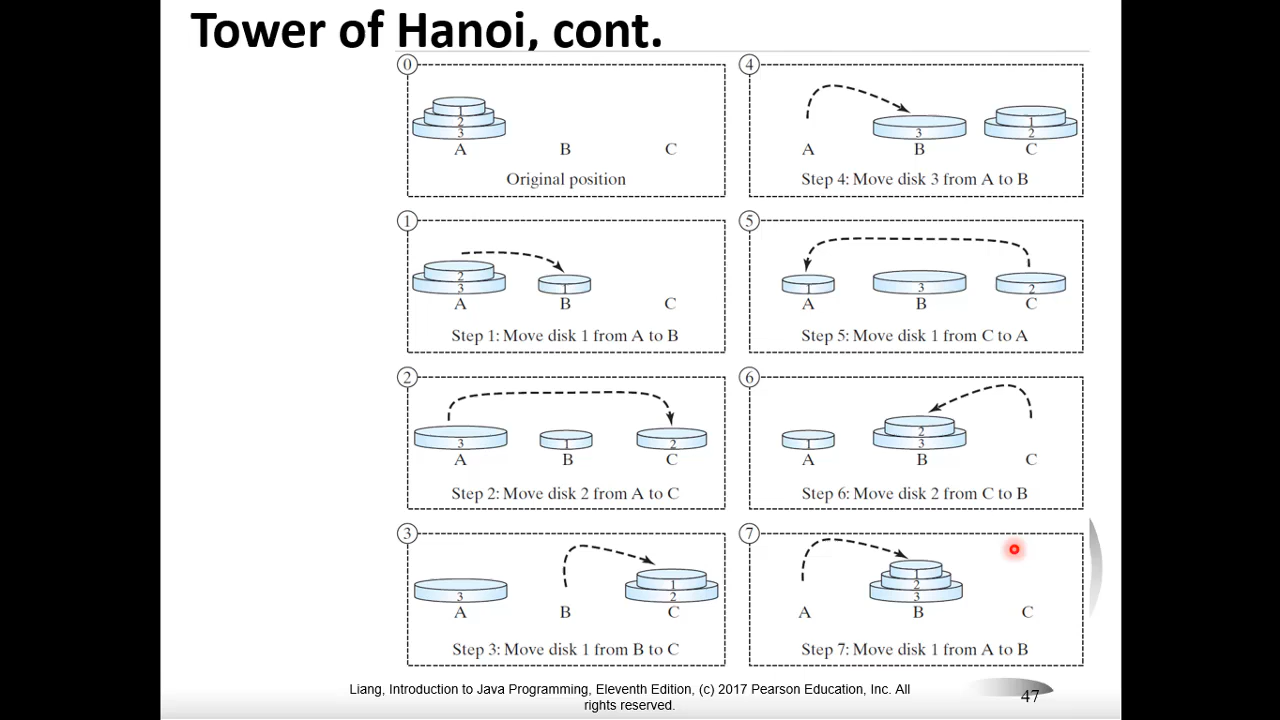 Tower of Hanoi, cont.
0
1
2
3
A B C
Original position
1
2
3
1
A B C
Step 1: Move disk 1 from A to B
2
3 1 2
A B C
Step 2: Move disk 2 from A to C
3
1
3 2
A B C
Step 3: Move disk 1 from B to C
4
1
3 2
A B C
Step 4: Move disk 3 from A to B
5
1 3 2
A B C
Step 5: Move disk 1 from C to A
6
2
1 3
A B C
Step 6: Move disk 2 from C to B
7
1
2
3
A B C
Step 7: Move disk 1 from A to B
Liang, Introduction to Java Programming, Eleventh Edition, (c) 2017 Pearson Education, Inc. All
rights reserved.
47